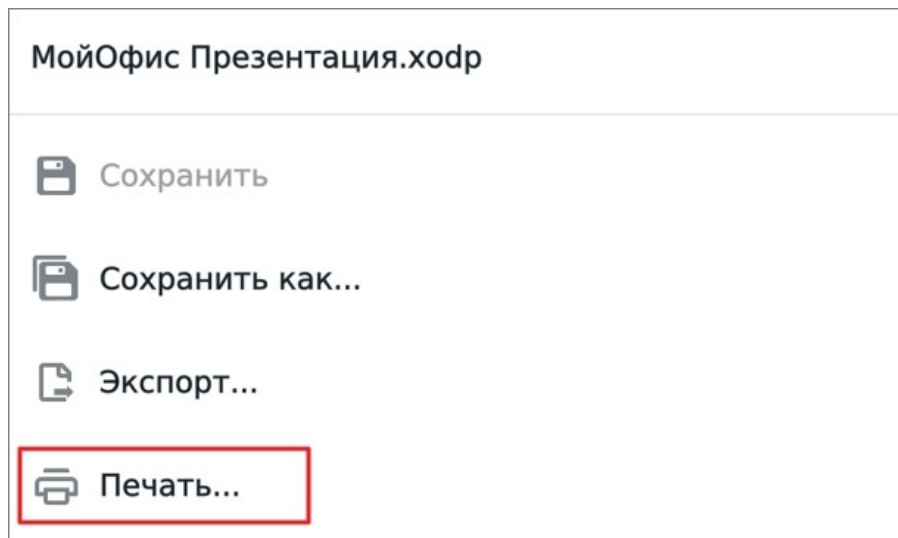 МойОфис Презентация.xodp
Сохранить
Сохранить как...
Экспорт...
Печать...